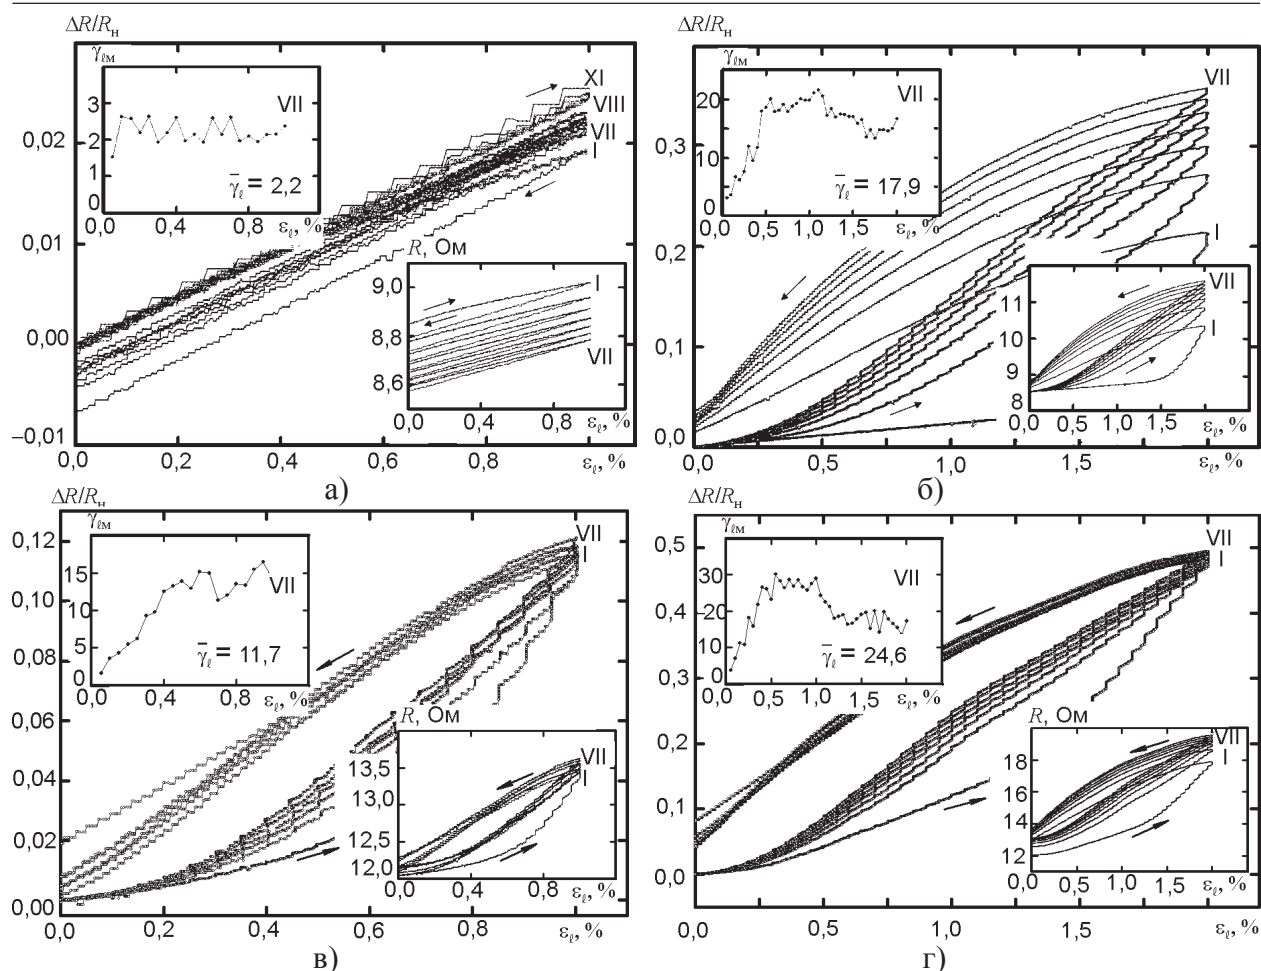 ΔR/Rн
γℓм
3
2
1
0
VII
γ̄ℓ = 2,2
0,0 0,4 0,8 εℓ, %
XI
VIII
VII
I
0,02
0,01
0,00
–0,01
R, Ом
9,0
8,8
8,6
I
VII
0,0 0,4 0,8 εℓ, %
0,0 0,2 0,4 0,6 0,8 εℓ, %
а)
ΔR/Rн
γℓм
20
15
10
0
VII
γ̄ℓ = 17,9
0,0 0,5 1,0 1,5 εℓ, %
VII
I
0,3
0,2
0,1
0,0
11
10
9
8
VII
I
0,0 0,5 1,0 1,5 εℓ, %
0,0 0,5 1,0 1,5 εℓ, %
б)
ΔR/Rн
γℓм
15
10
5
0
VII
γ̄ℓ = 11,7
0,0 0,4 0,8 εℓ, %
VII
I
0,12
0,10
0,08
0,06
0,04
0,02
0,00
R, Ом
13,5
13,0
12,5
12,0
VII
I
0,0 0,4 0,8 εℓ, %
0,0 0,2 0,4 0,6 0,8 εℓ, %
в)
ΔR/Rн
γℓм
30
20
10
0
VII
γ̄ℓ = 24,6
0,0 0,5 1,0 1,5 εℓ, %
VII
I
0,5
0,4
0,3
0,2
0,1
0,0
R, Ом
18
16
14
12
VII
I
0,0 0,5 1,0 1,5 εℓ, %
0,0 0,5 1,0 1,5 εℓ, %
г)